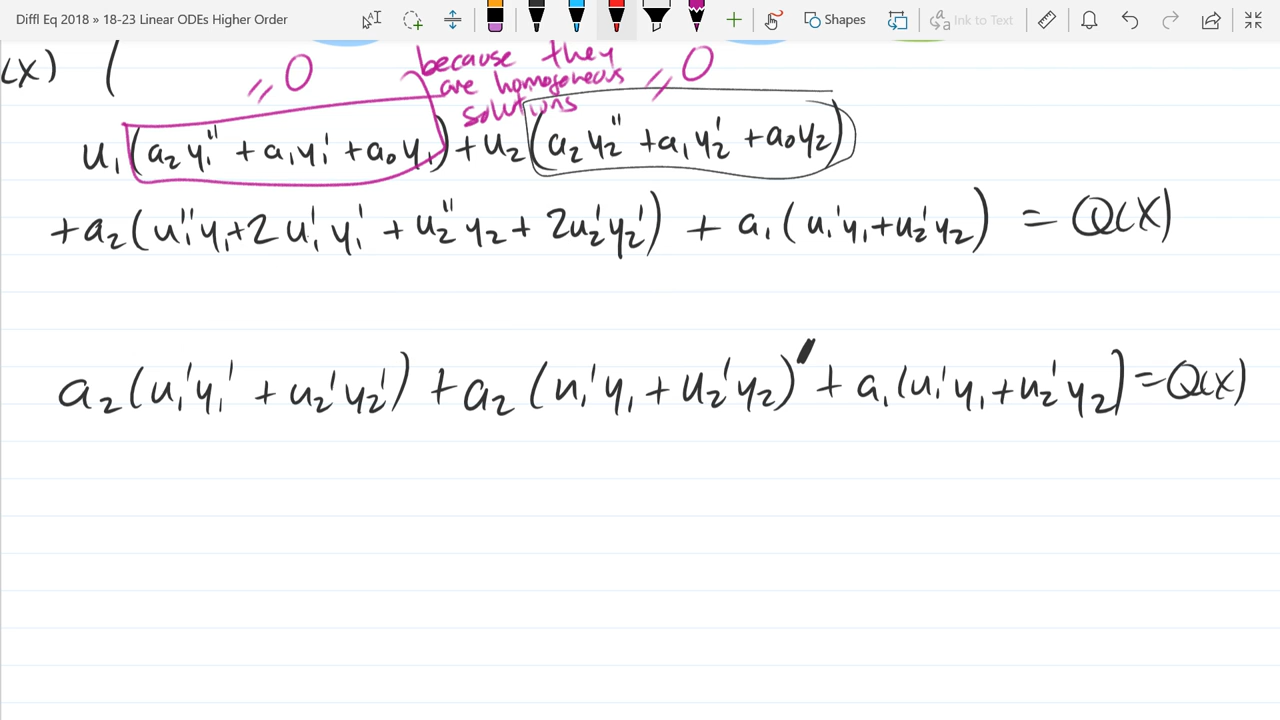 Diffl Eq 2018 » 18-23 Linear ODEs Higher Order
Shapes
Ink to Text
(x) (
= 0
because they
are homogeneous
solutions
= 0
u₁(a₂y₁'' + a₁y₁' + a₀y₁) + u₂(a₂y₂'' + a₁y₂' + a₀y₂)
+ a₂(u₁''y₁ + 2u₁'y₁' + u₂''y₂ + 2u₂'y₂') + a₁(u₁'y₁ + u₂'y₂) = Q(x)
a₂(u₁'y₁' + u₂'y₂') + a₂(u₁'y₁ + u₂'y₂)' + a₁(u₁'y₁ + u₂'y₂] = Q(x)